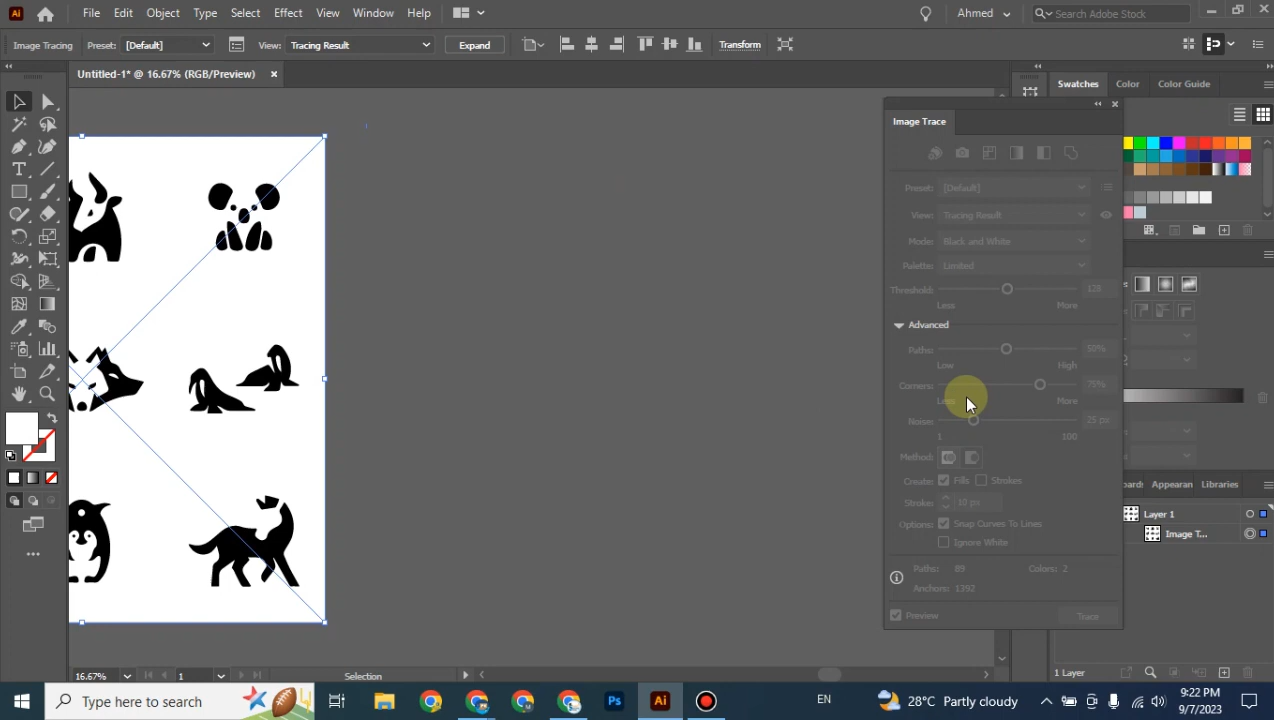 Ai File Edit Object Type Select Effect View Window Help Ahmed Search Adobe Stock
Image Tracing Preset: [Default] View: Tracing Result Expand Transform
Untitled-1* @ 16.67% (RGB/Preview) Swatches Color Color Guide
Image Trace
Preset: [Default]
View: Tracing Result
Mode: Black and White
Palette: Limited
Threshold: 128
Less More
Advanced
Paths: 50%
Low High
Corners: 75%
Less More
Noise: 25 px
1 100
Method:
Create: Fills Strokes
Stroke: 10 px
Options: Snap Curves To Lines
Ignore White
Paths: 89 Colors: 2
Anchors: 1392
Preview Trace
Appearan Libraries
Layer 1
Image T...
16.67% 1 Selection 1 Layer
Type here to search Ps Ai EN 28°C Partly cloudy 9:22 PM
9/7/2023